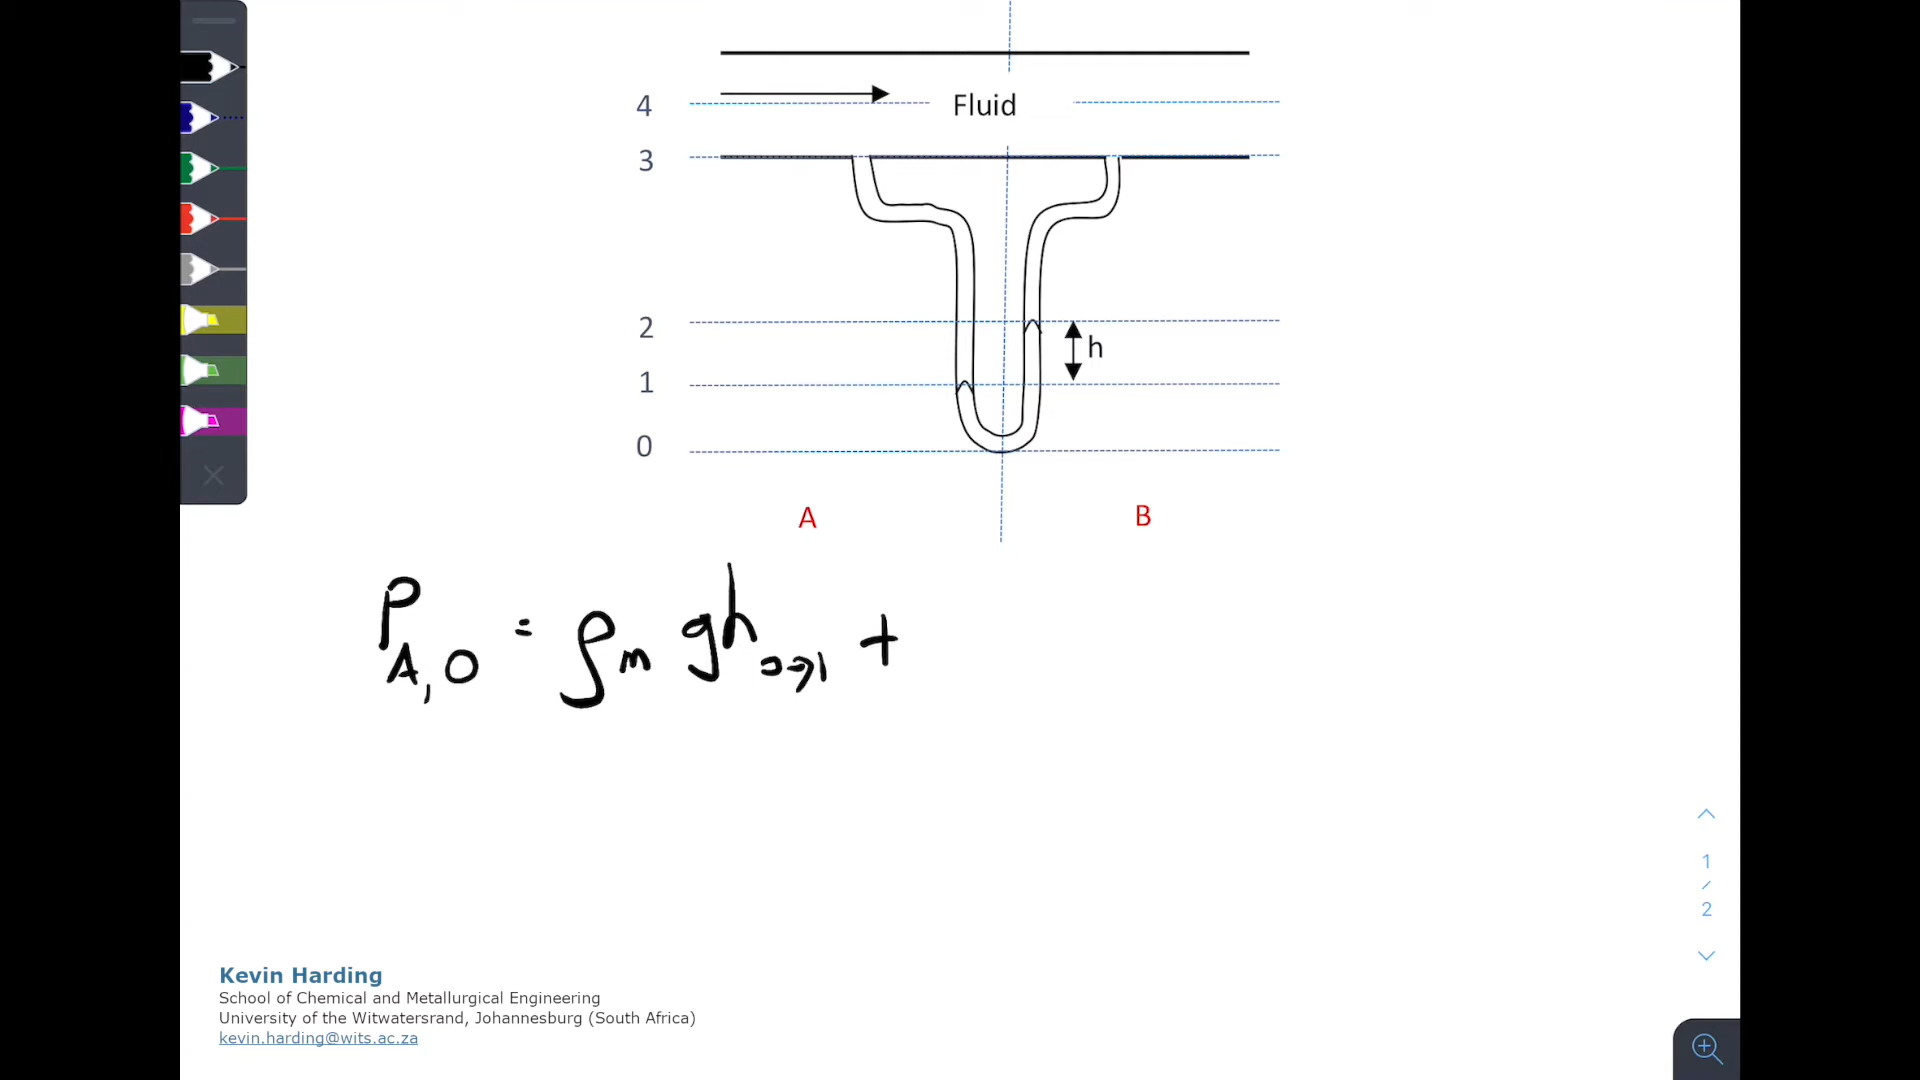 4 Fluid
3
2
h
1
0
A B
P_A,0 = ρ_m gh_0→1 +
1
/
2
Kevin Harding
School of Chemical and Metallurgical Engineering
University of the Witwatersrand, Johannesburg (South Africa)
kevin.harding@wits.ac.za